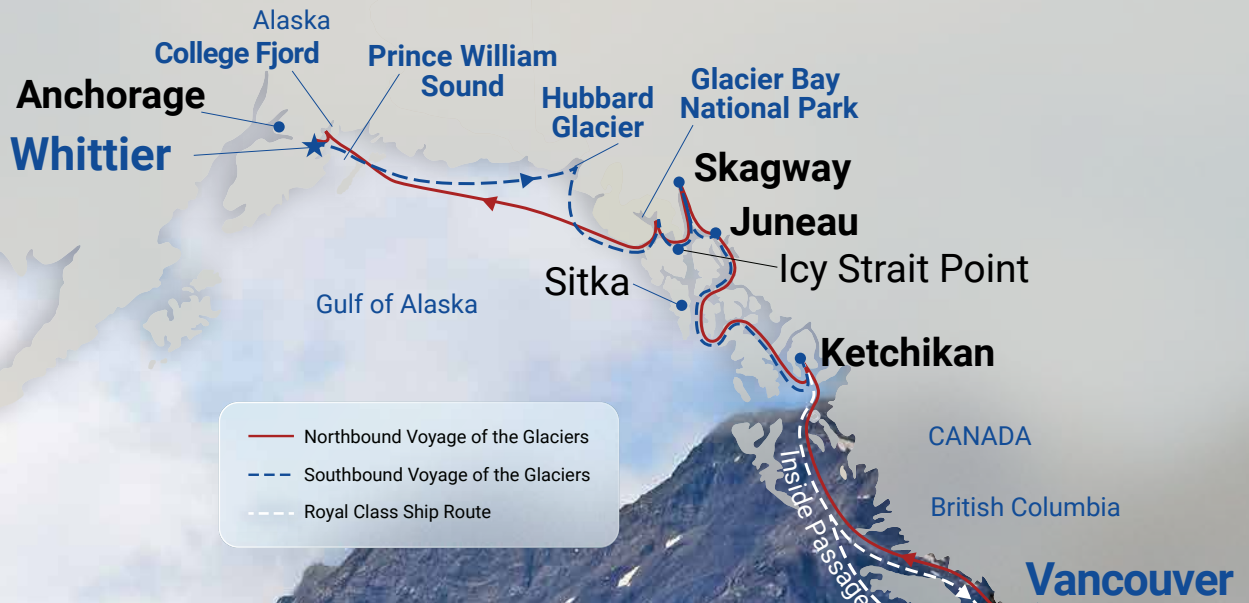 Alaska
College Fjord
Prince William
Sound
Anchorage
Hubbard
Glacier
Glacier Bay
National Park
Whittier
Skagway
Juneau
Icy Strait Point
Sitka
Gulf of Alaska
Ketchikan
Northbound Voyage of the Glaciers
Southbound Voyage of the Glaciers
Royal Class Ship Route
CANADA
Inside Passage
British Columbia
Vancouver